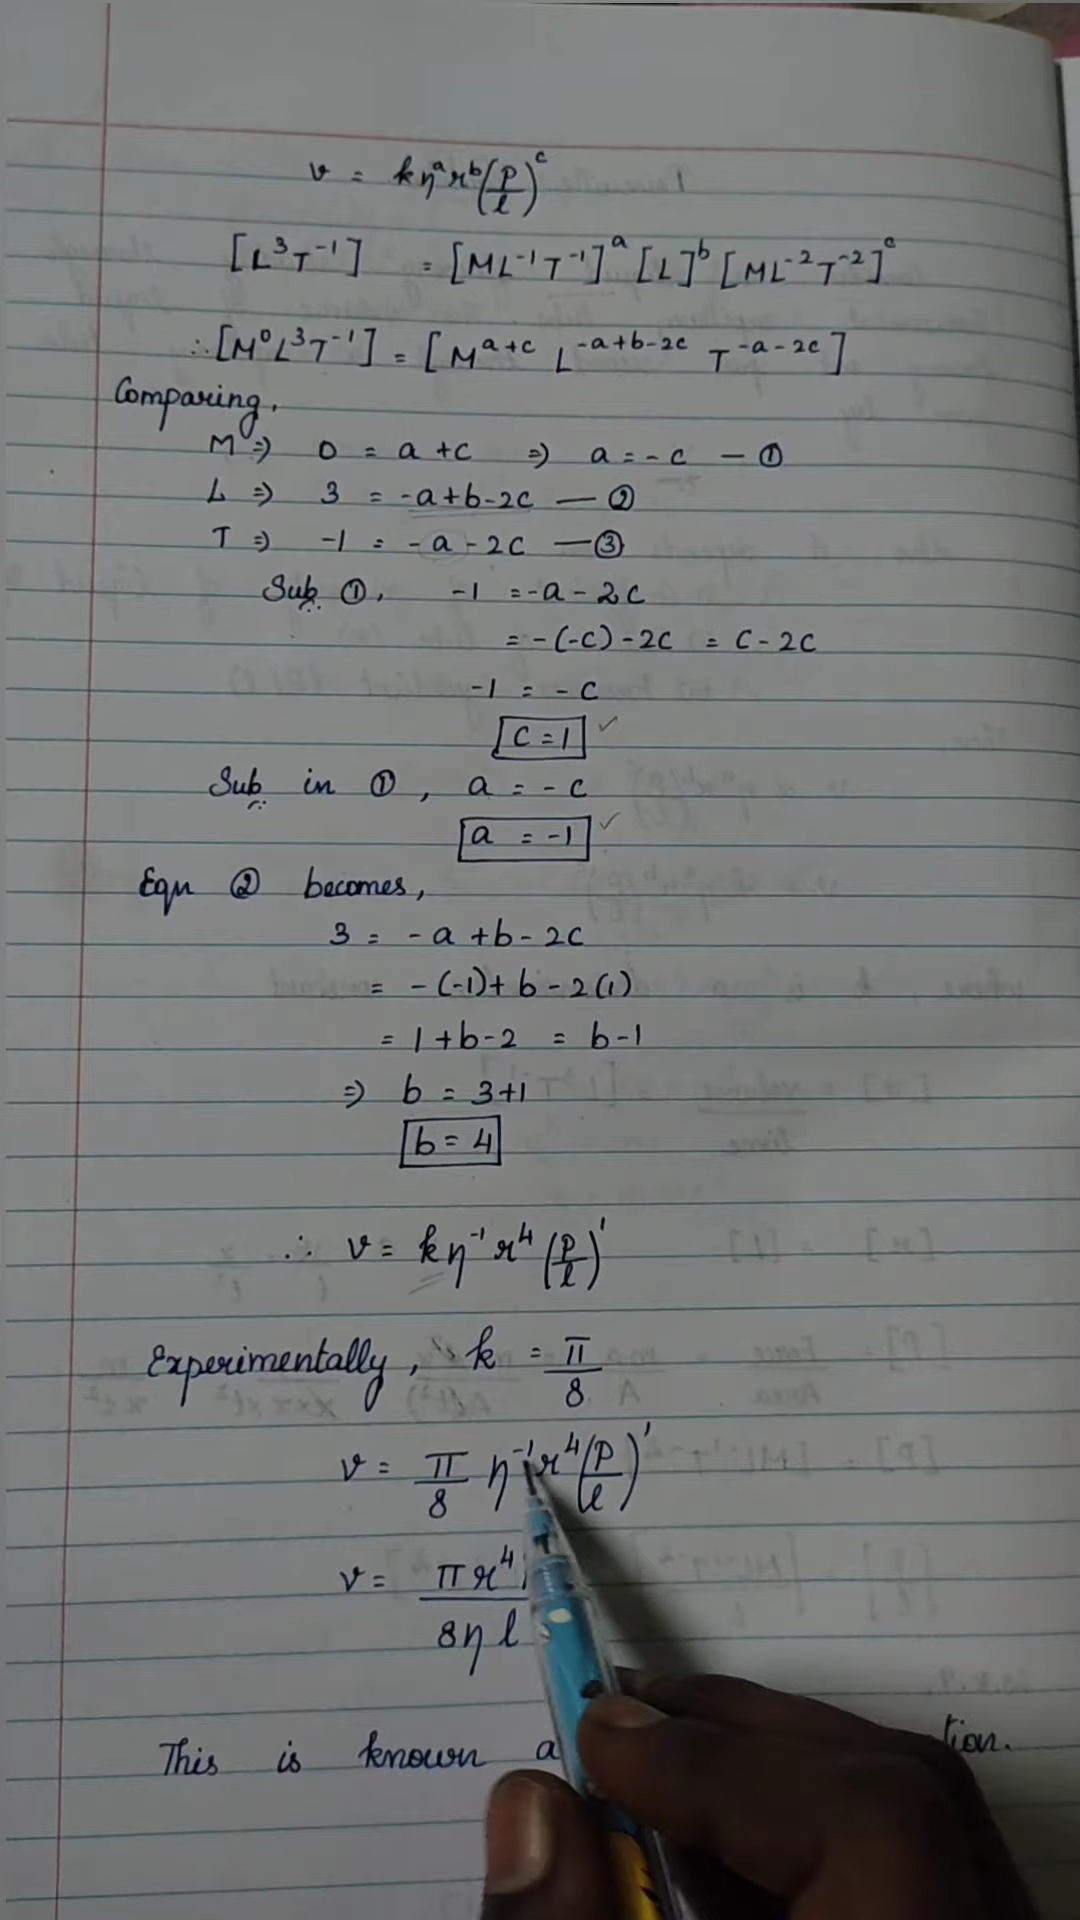 v = kηᵃrᵇ(P/l)ᶜ
[L³T⁻¹] = [ML⁻¹T⁻¹]ᵃ [L]ᵇ [ML⁻²T⁻²]ᶜ
∴ [M⁰L³T⁻¹] = [Mᵃ⁺ᶜ L⁻ᵃ⁺ᵇ⁻²ᶜ T⁻ᵃ⁻²ᶜ]
Comparing,
M ⇒ 0 = a + c ⇒ a = -c — ①
L ⇒ 3 = -a+b-2c — ②
T ⇒ -1 = -a-2c — ③
Sub ①, -1 = -a - 2c
= -(-c) - 2c = c - 2c
-1 = -c
c = 1 ✓
Sub in ①, a = -c
a = -1 ✓
Eqn ② becomes,
3 = -a + b - 2c
= -(-1) + b - 2(1)
= 1 + b - 2 = b - 1
⇒ b = 3+1
b = 4
∴ v = kη⁻¹ r⁴ (P/l)¹
Experimentally, k = π/8
v = π/8 η⁻¹ r⁴ (P/l)¹
v = πr⁴ / 8ηl
This is known